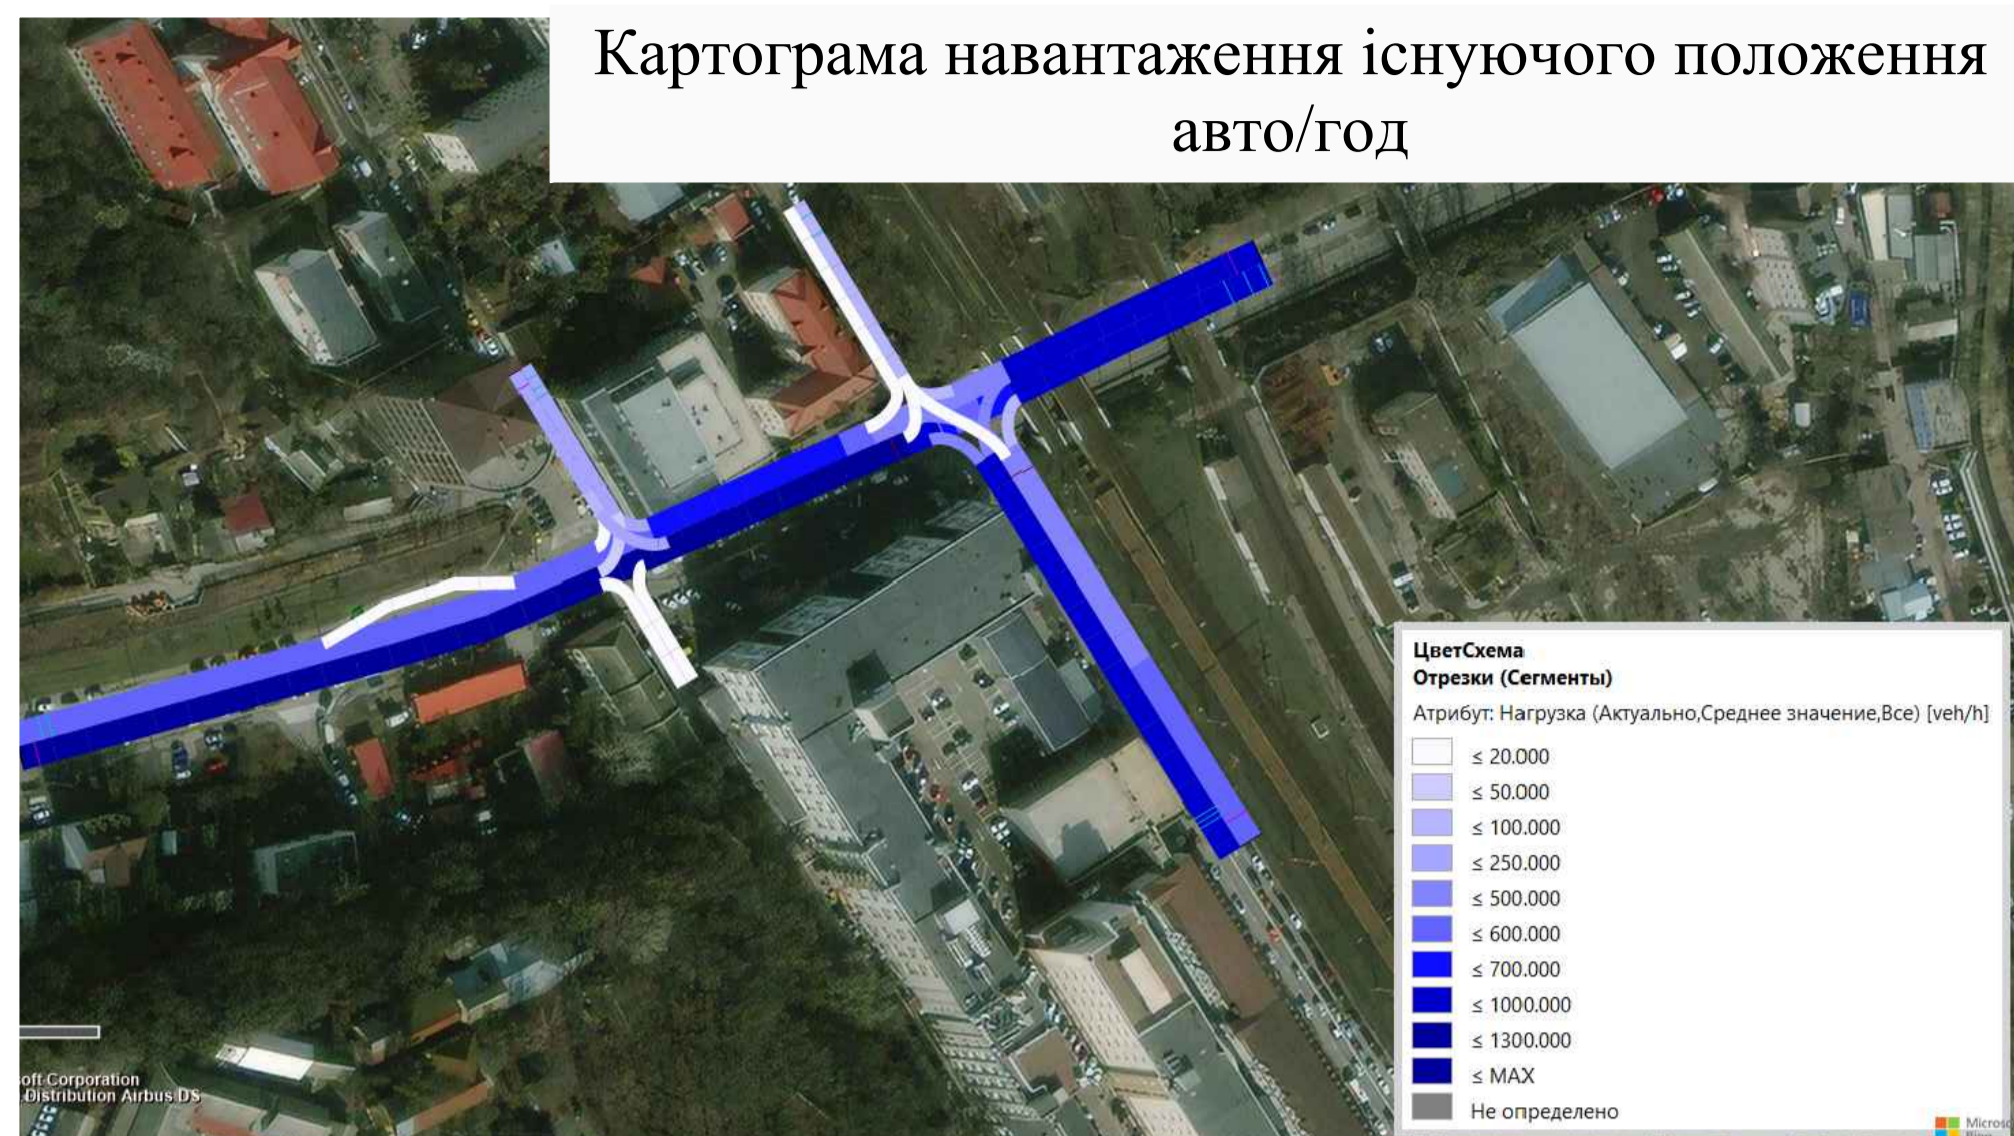 Картограма навантаження існуючого положення
авто/год
ЦветСхема
Отрезки (Сегменты)
Атрибут: Нагрузка (Актуально,Среднее значение,Все) [veh/h]
≤ 20.000
≤ 50.000
≤ 100.000
≤ 250.000
≤ 500.000
≤ 600.000
≤ 700.000
≤ 1000.000
≤ 1300.000
≤ MAX
Не определено
oft Corporation
Distribution Airbus DS
Micros